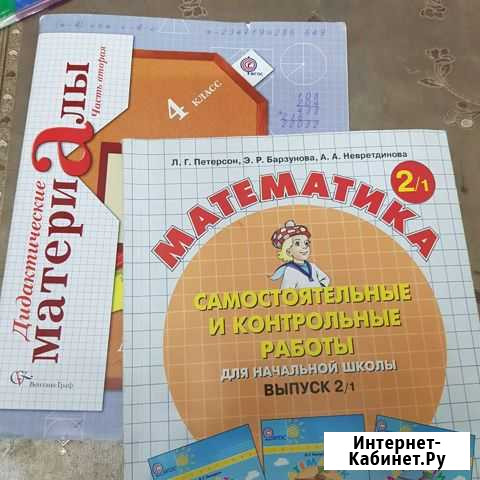 Дидактические
материАлы
Часть вторая
4 класс
ФГОС
Вентана-Граф
Л. Г. Петерсон, Э. Р. Барзунова, А. А. Невретдинова
МАТЕМАТИКА
2/1
САМОСТОЯТЕЛЬНЫЕ
И КОНТРОЛЬНЫЕ
РАБОТЫ
ДЛЯ НАЧАЛЬНОЙ ШКОЛЫ
ВЫПУСК 2/1
Интернет-
Кабинет.Ру